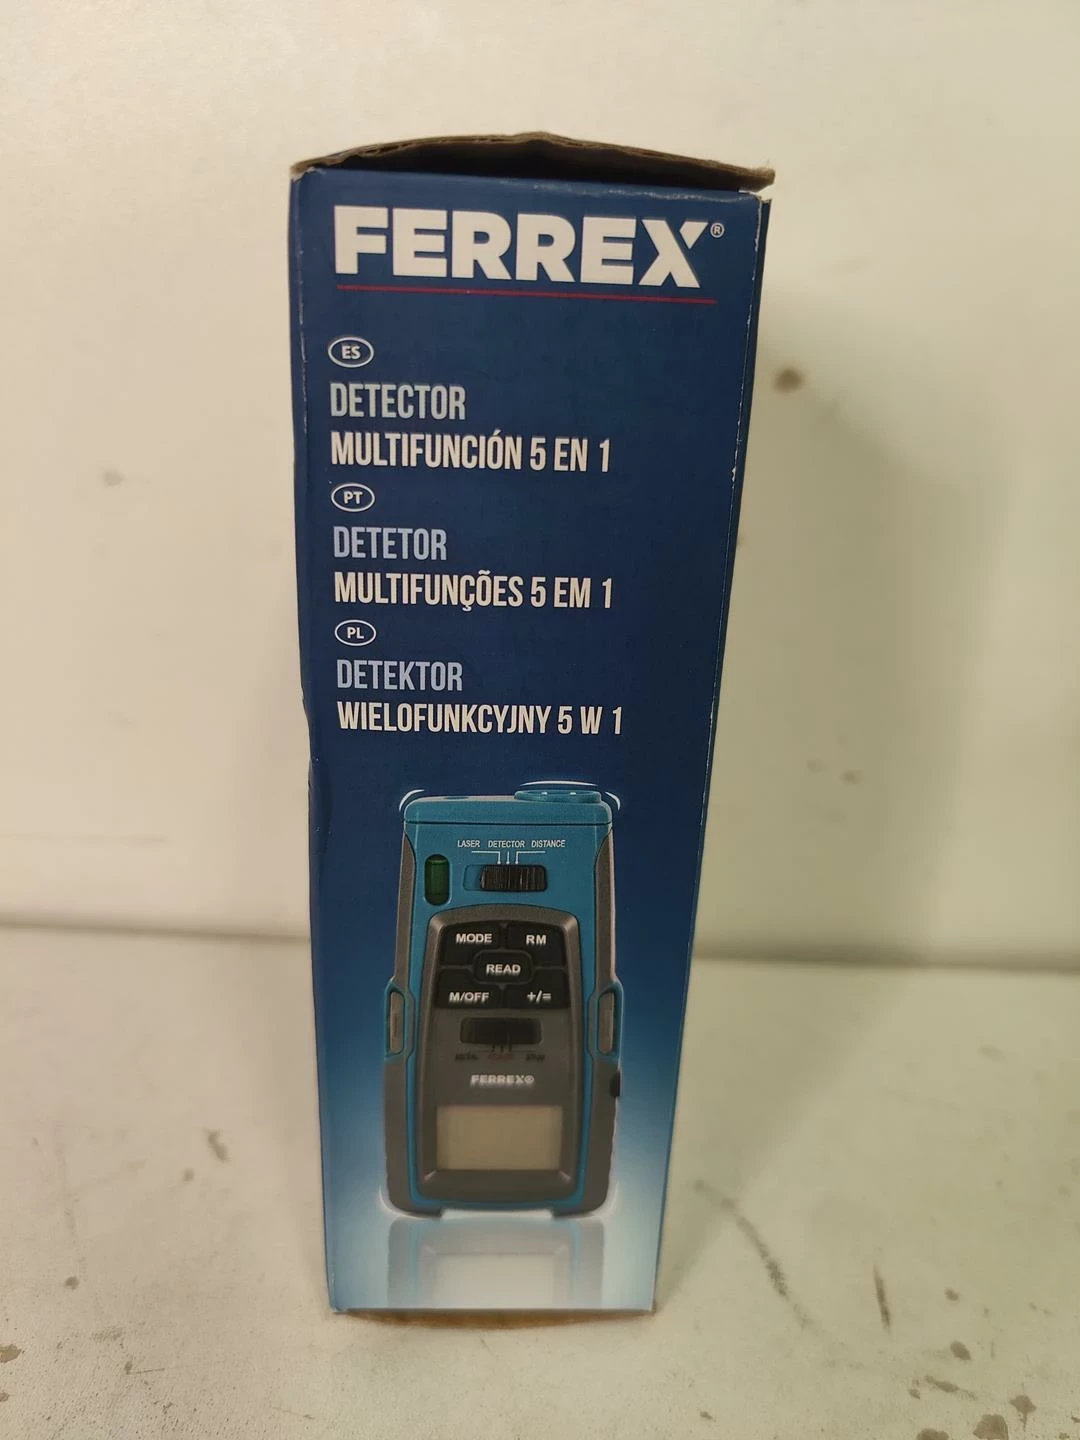 FERREX®
ES
DETECTOR
MULTIFUNCIÓN 5 EN 1
PT
DETETOR
MULTIFUNÇÕES 5 EM 1
PL
DETEKTOR
WIELOFUNKCYJNY 5 W 1
LASER DETECTOR DISTANCE
MODE RM
READ
M/OFF +/=
FERREX®